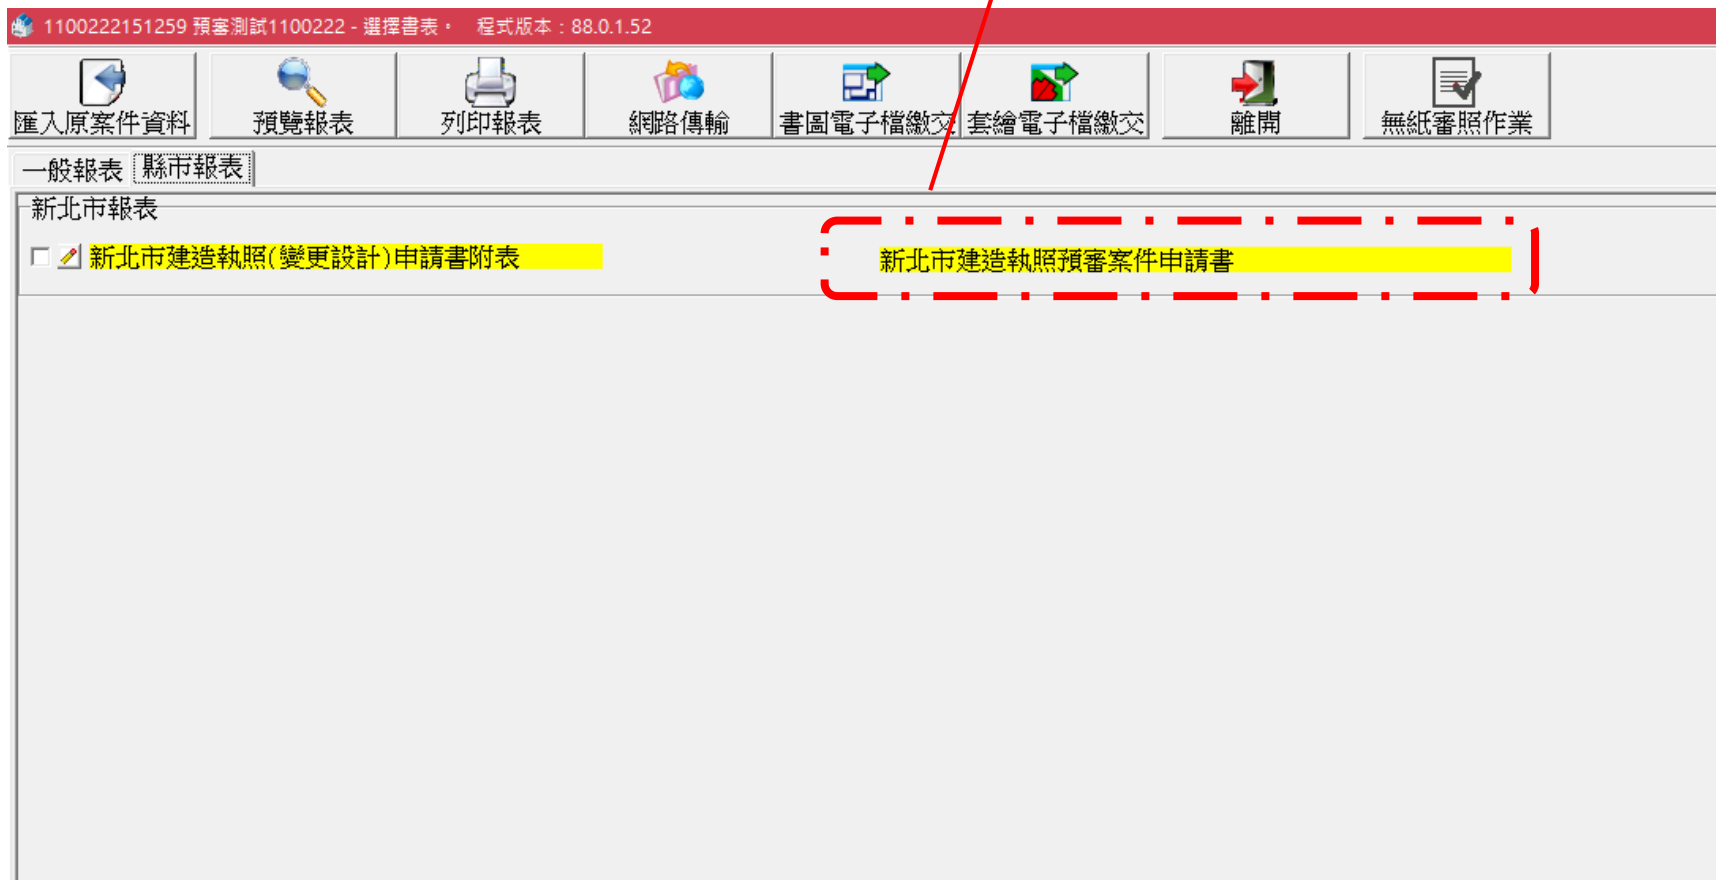 1100222151259 預審測試1100222 - 選擇書表。 程式版本：88.0.1.52
匯入原案件資料 預覽報表 列印報表 網路傳輸 書圖電子檔繳交 套繪電子檔繳交 離開 無紙審照作業
一般報表 縣市報表
新北市報表
新北市建造執照(變更設計)申請書附表 新北市建造執照預審案件申請書